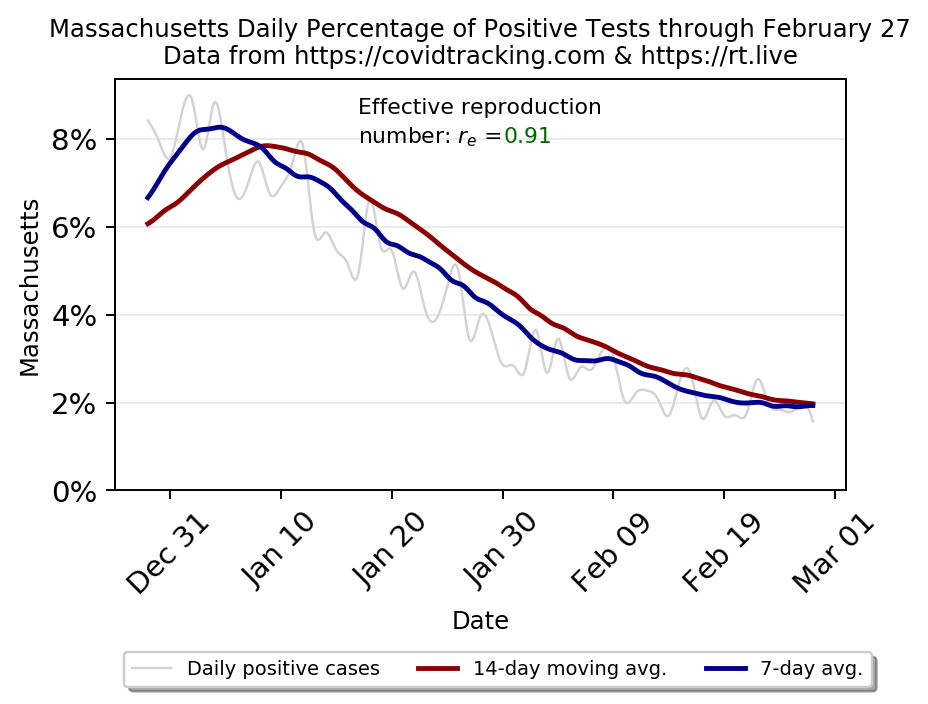 Massachusetts Daily Percentage of Positive Tests through February 27
Data from https://covidtracking.com & https://rt.live
Effective reproduction
number: rₑ =0.91
8%
6%
4%
2%
0%
Massachusetts
Dec 31
Jan 10
Jan 20
Jan 30
Feb 09
Feb 19
Mar 01
Date
Daily positive cases
14-day moving avg.
7-day avg.